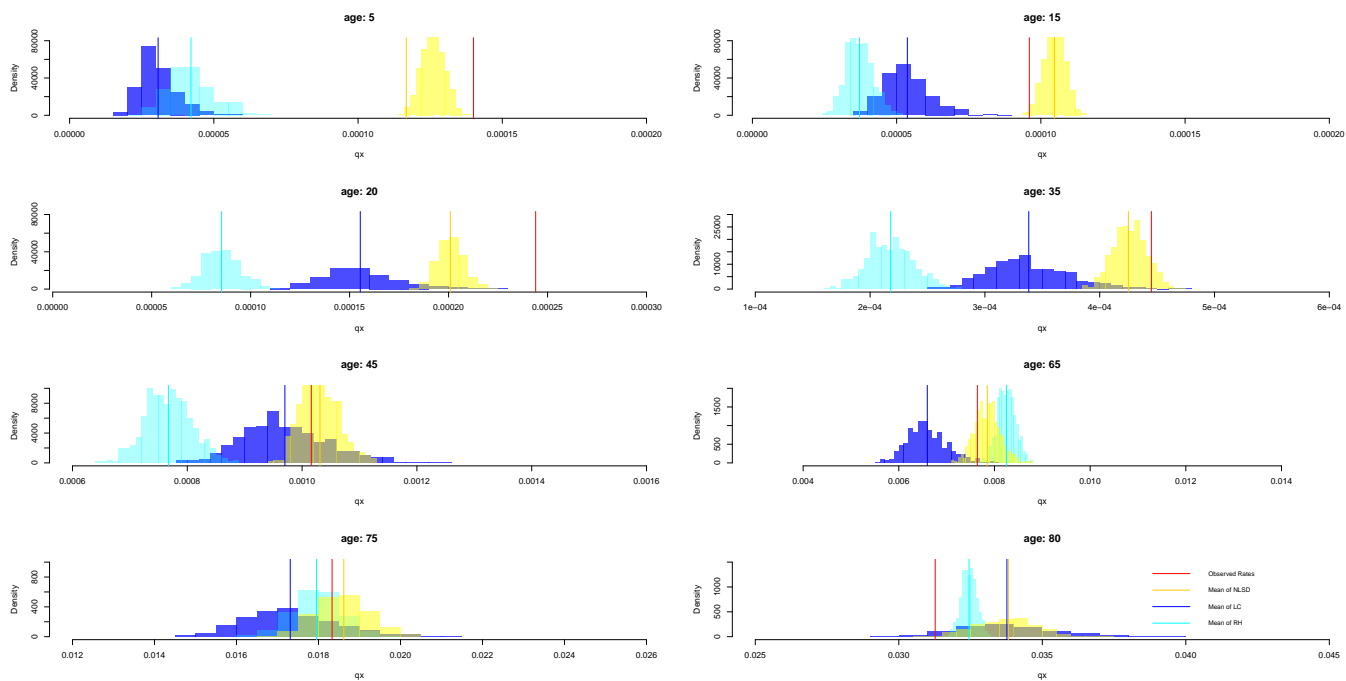 age: 5
Density
0 40000 80000
0.00000 0.00005 0.00010 0.00015 0.00020
qx
age: 15
Density
0 40000 80000
0.00000 0.00005 0.00010 0.00015 0.00020
qx
age: 20
Density
0 40000 80000
0.00000 0.00005 0.00010 0.00015 0.00020 0.00025 0.00030
qx
age: 35
Density
0 10000 25000
1e−04 2e−04 3e−04 4e−04 5e−04 6e−04
qx
age: 45
Density
0 4000 8000
0.0006 0.0008 0.0010 0.0012 0.0014 0.0016
qx
age: 65
Density
0 500 1500
0.004 0.006 0.008 0.010 0.012 0.014
qx
age: 75
Density
0 400 800
0.012 0.014 0.016 0.018 0.020 0.022 0.024 0.026
qx
age: 80
Density
0 500 1500
0.025 0.030 0.035 0.040 0.045
qx
Observed Rates
Mean of NLSD
Mean of LC
Mean of RH